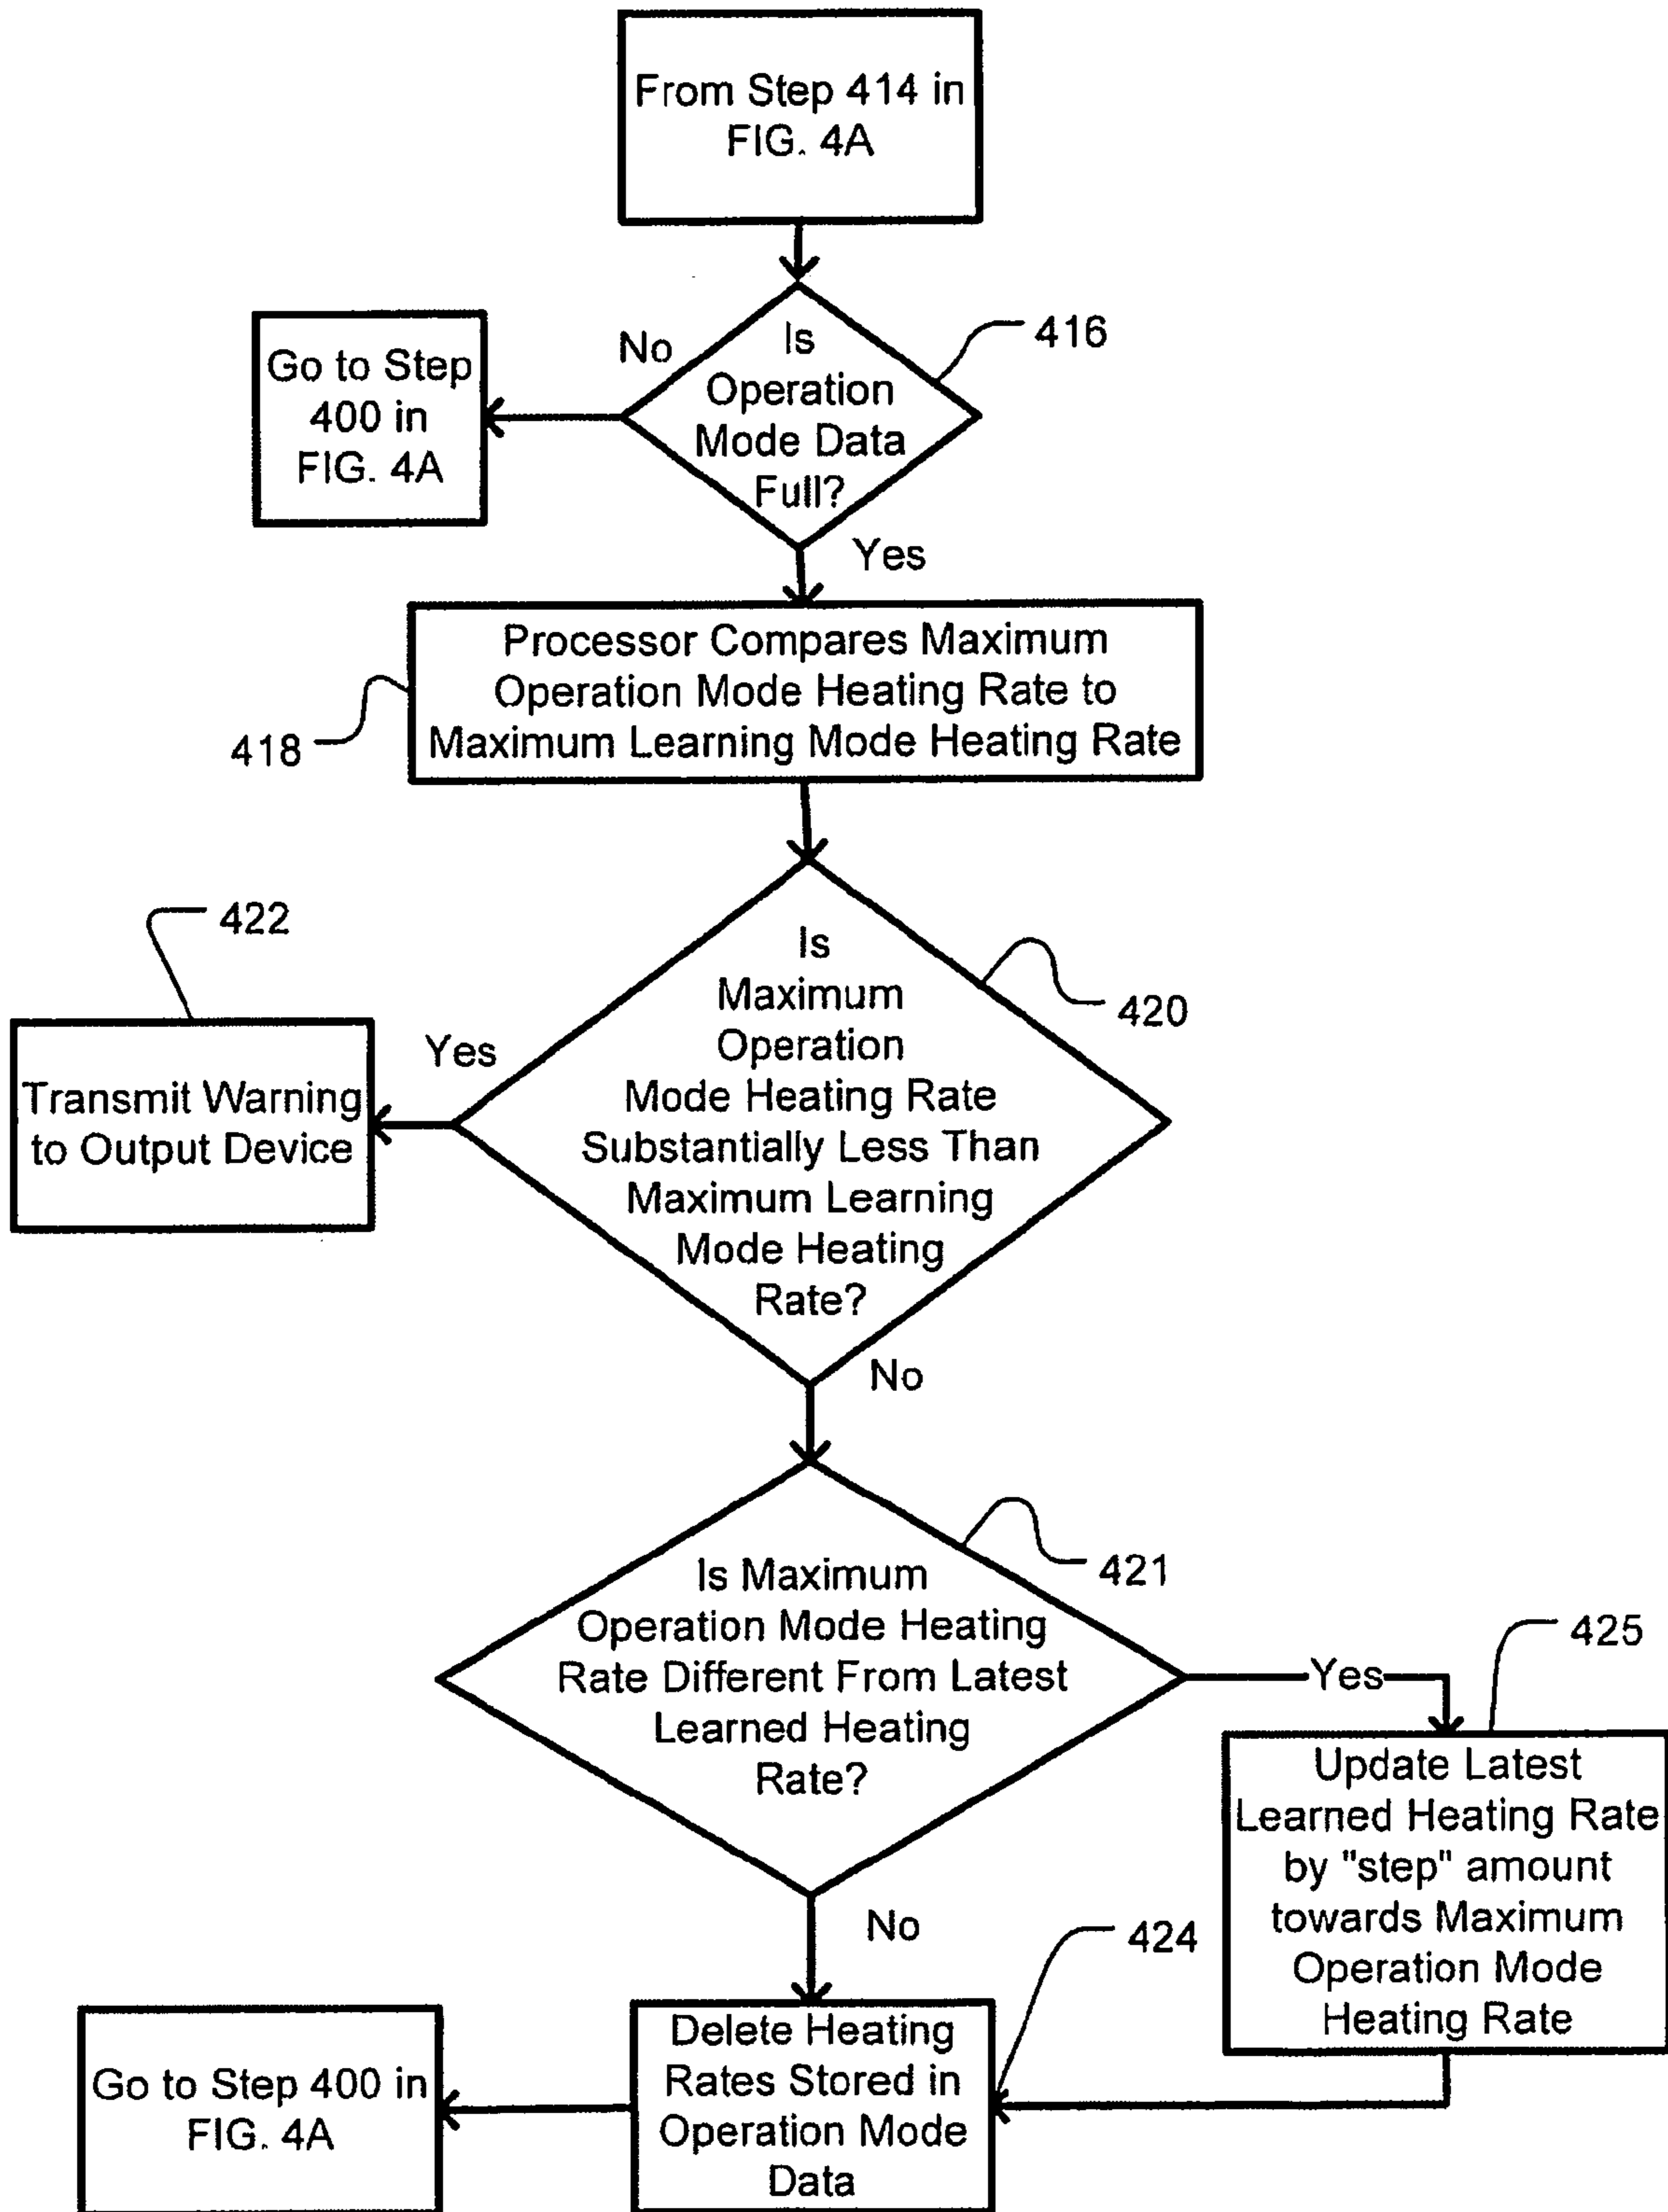 From Step 414 in
FIG. 4A
416
No
Is
Operation
Mode Data
Full?
Go to Step
400 in
FIG. 4A
Yes
Processor Compares Maximum
Operation Mode Heating Rate to
Maximum Learning Mode Heating Rate
418
422
Is
Maximum
Operation
Mode Heating Rate
Substantially Less Than
Maximum Learning
Mode Heating
Rate?
420
Yes
Transmit Warning
to Output Device
No
Is Maximum
Operation Mode Heating
Rate Different From Latest
Learned Heating
Rate?
421
425
Yes
Update Latest
Learned Heating Rate
by "step" amount
towards Maximum
Operation Mode
Heating Rate
No
424
Delete Heating
Rates Stored in
Operation Mode
Data
Go to Step 400 in
FIG. 4A